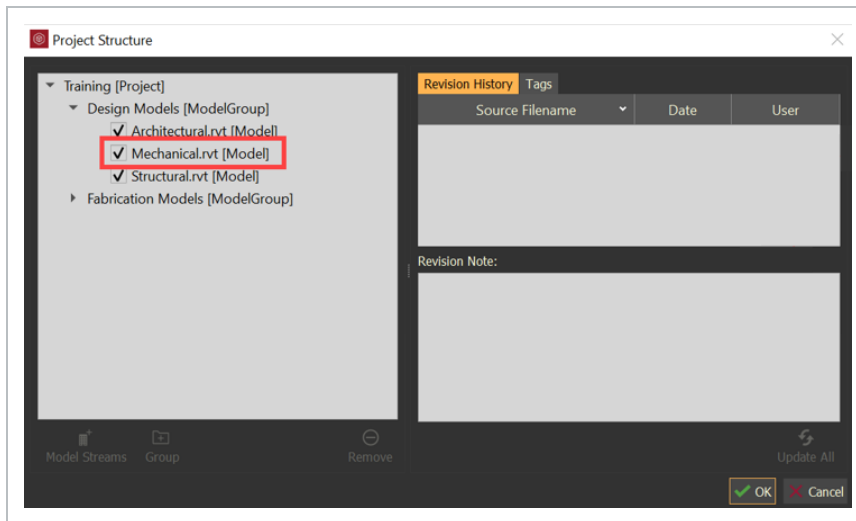 Project Structure
Training [Project]
Design Models [ModelGroup]
Architectural.rvt [Model]
Mechanical.rvt [Model]
Structural.rvt [Model]
Fabrication Models [ModelGroup]
Model Streams Group Remove
Revision History Tags
Source Filename Date User
Revision Note:
Update All
OK Cancel